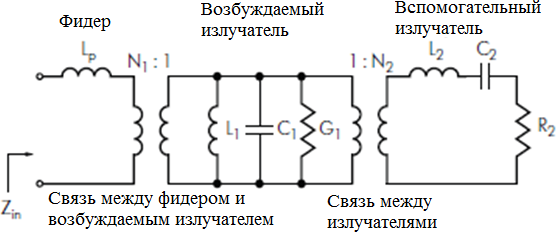 Фидер
Возбуждаемый
излучатель
Вспомогательный
излучатель
Lp
N1 : 1
L1
C1
G1
1 : N2
L2
C2
R2
Zin
Связь между фидером и
возбуждаемым излучателем
Связь между
излучателями